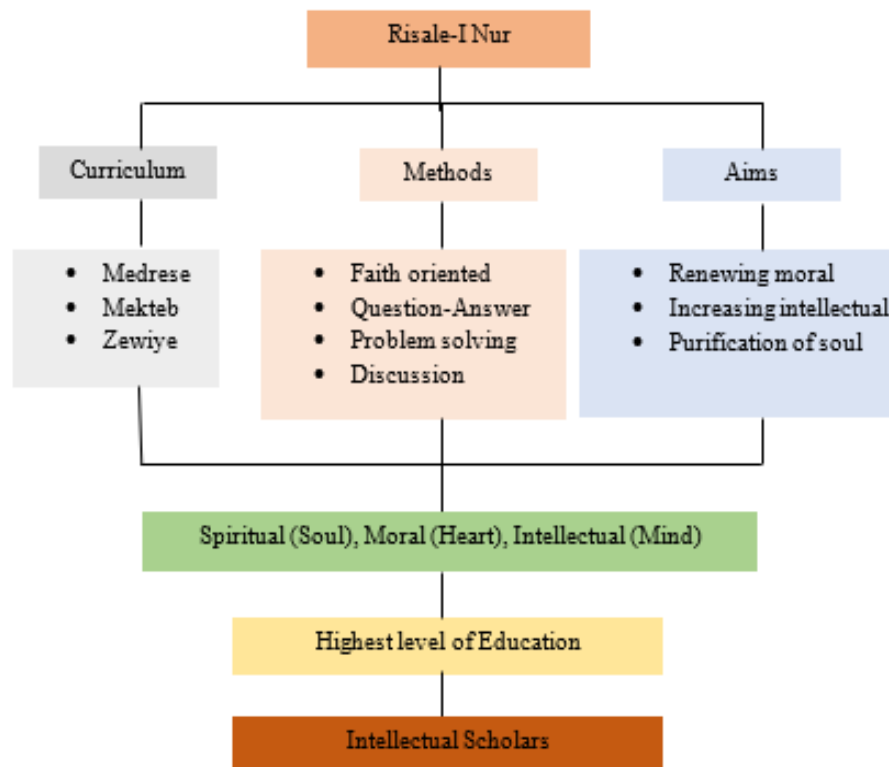 Risale-I Nur
Curriculum
Methods
Aims
• Medrese
• Mekteb
• Zewiye
• Faith oriented
• Question-Answer
• Problem solving
• Discussion
• Renewing moral
• Increasing intellectual
• Purification of soul
Spiritual (Soul), Moral (Heart), Intellectual (Mind)
Highest level of Education
Intellectual Scholars